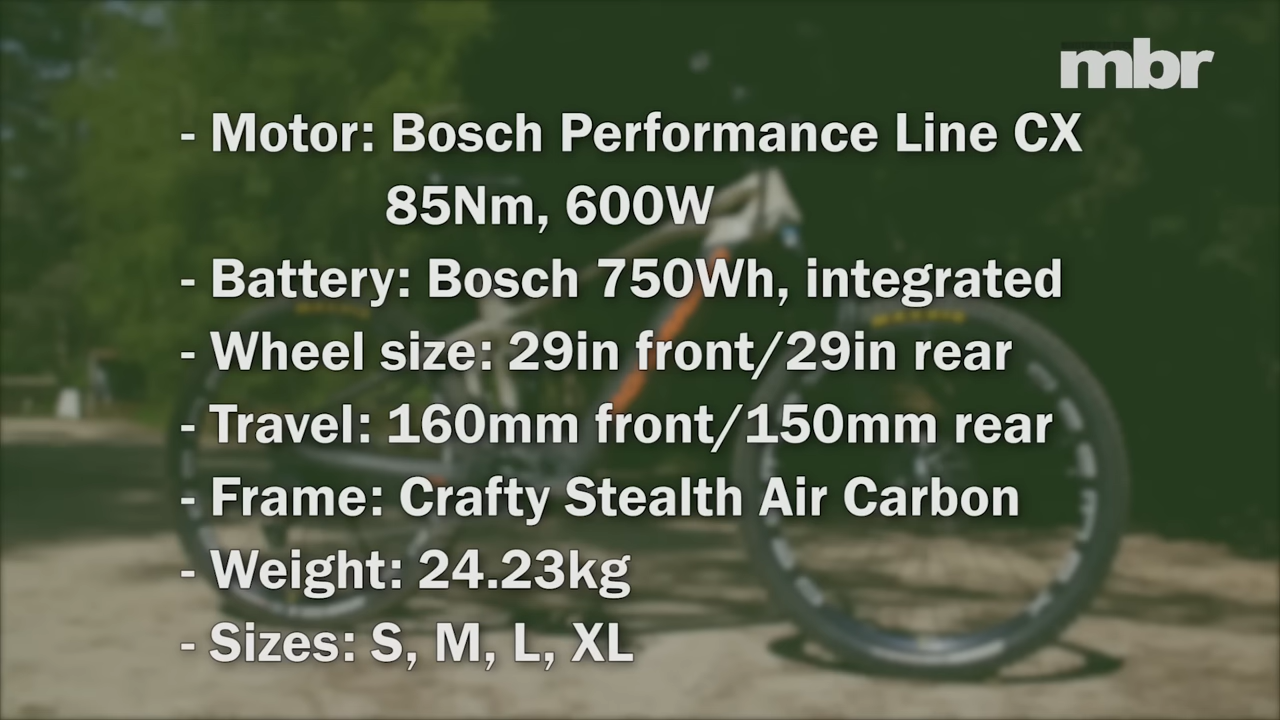 mbr
- Motor: Bosch Performance Line CX
85Nm, 600W
- Battery: Bosch 750Wh, integrated
- Wheel size: 29in front/29in rear
- Travel: 160mm front/150mm rear
- Frame: Crafty Stealth Air Carbon
- Weight: 24.23kg
- Sizes: S, M, L, XL